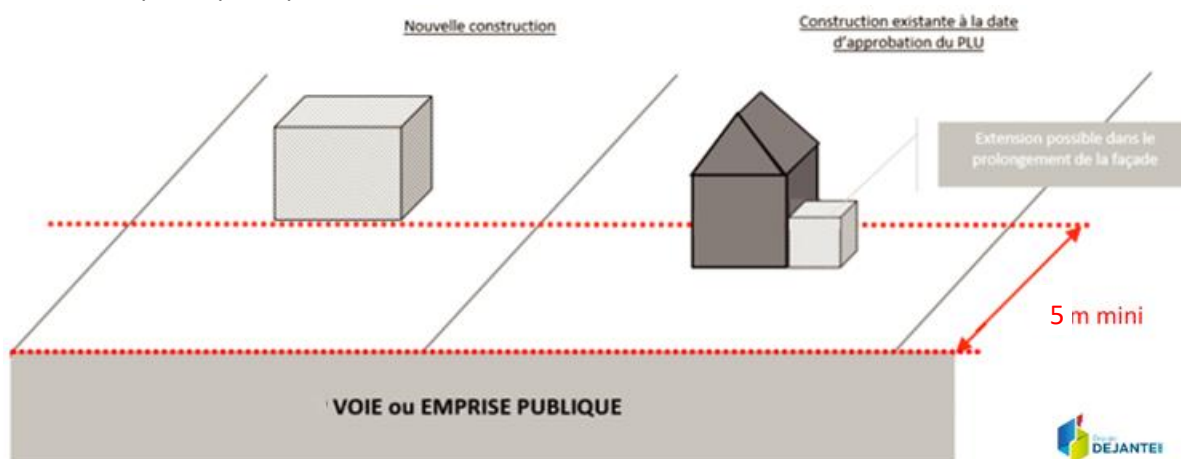 Nouvelle construction
Construction existante à la date
d'approbation du PLU
Extension possible dans le
prolongement de la façade
5 m mini
VOIE ou EMPRISE PUBLIQUE
DEJANTE